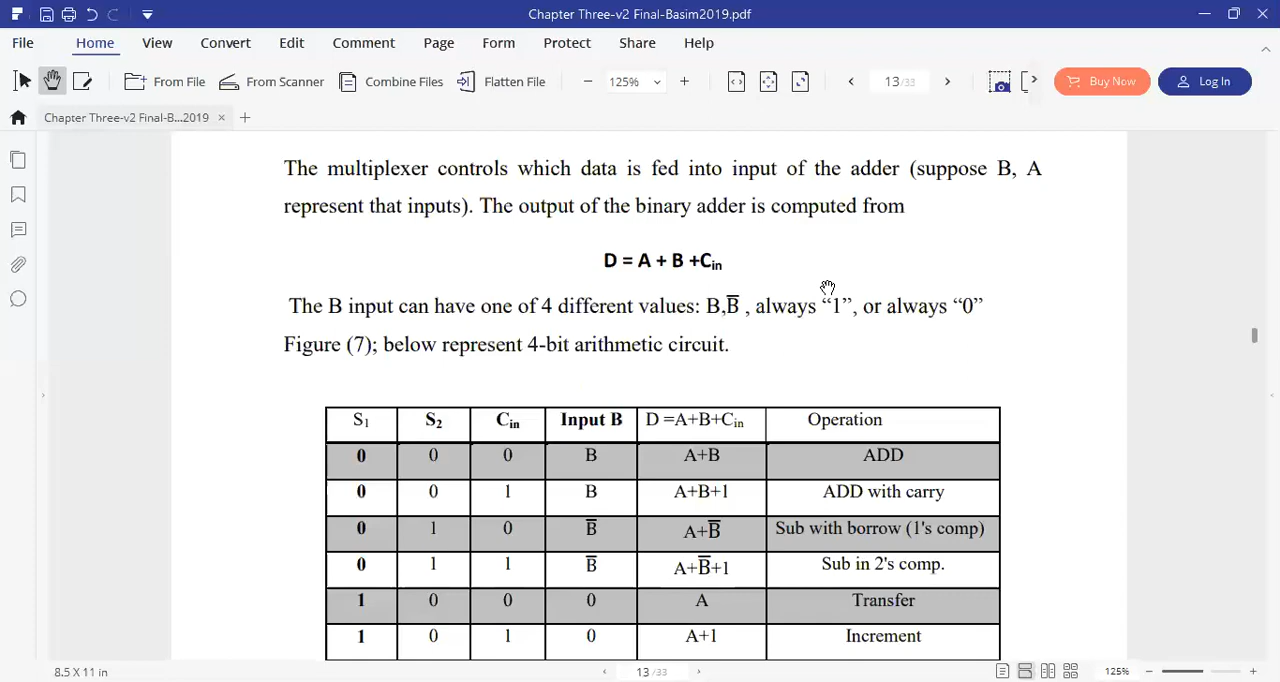 Chapter Three-v2 Final-Basim2019.pdf
File Home View Convert Edit Comment Page Form Protect Share Help
From File From Scanner Combine Files Flatten File 125% 13/33 Buy Now Log In
Chapter Three-v2 Final-B...2019
The multiplexer controls which data is fed into input of the adder (suppose B, A
represent that inputs). The output of the binary adder is computed from
D = A + B +Cin
The B input can have one of 4 different values: B,B̅ , always “1”, or always “0”
Figure (7); below represent 4-bit arithmetic circuit.
S1 S2 Cin Input B D =A+B+Cin Operation
0 0 0 B A+B ADD
0 0 1 B A+B+1 ADD with carry
0 1 0 B̅ A+B̅ Sub with borrow (1's comp)
0 1 1 B̅ A+B̅+1 Sub in 2's comp.
1 0 0 0 A Transfer
1 0 1 0 A+1 Increment
8.5 X 11 in 13/33 125%